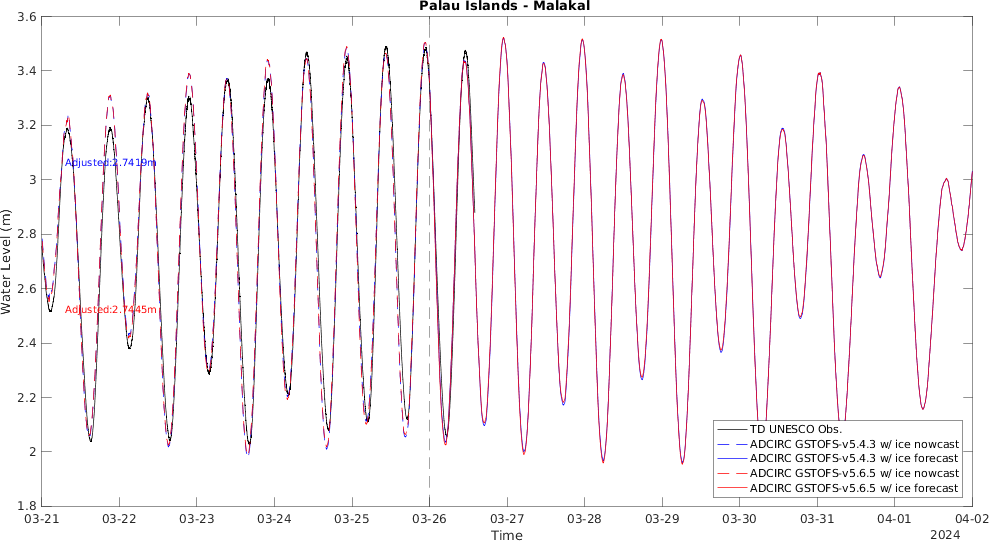 Palau Islands - Malakal
3.6
3.4
3.2
3
2.8
2.6
2.4
2.2
2
1.8
Water Level (m)
Adjusted:2.7419m
Adjusted:2.7445m
TD UNESCO Obs.
ADCIRC GSTOFS-v5.4.3 w/ ice nowcast
ADCIRC GSTOFS-v5.4.3 w/ ice forecast
ADCIRC GSTOFS-v5.6.5 w/ ice nowcast
ADCIRC GSTOFS-v5.6.5 w/ ice forecast
03-21 03-22 03-23 03-24 03-25 03-26 03-27 03-28 03-29 03-30 03-31 04-01 04-02
Time
2024